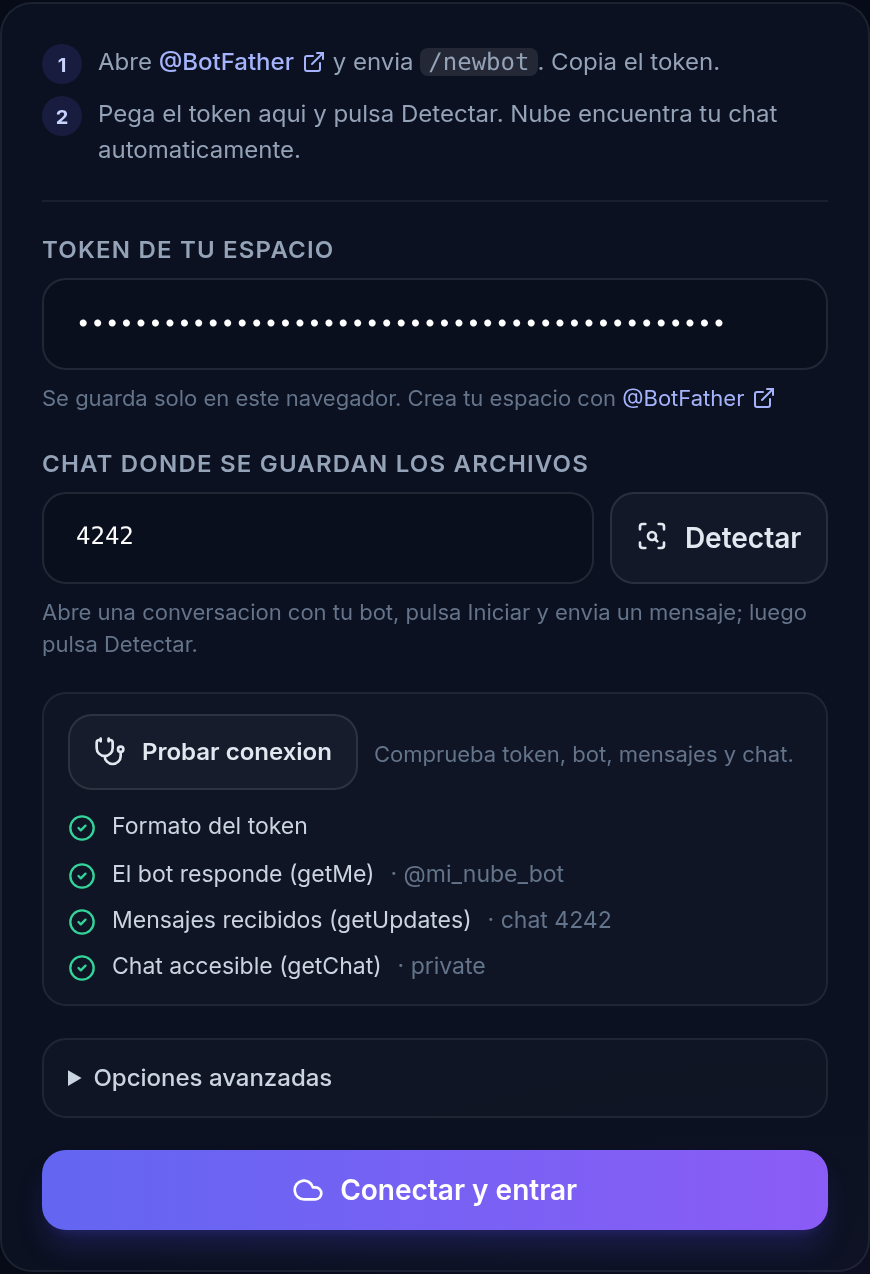 1 Abre @BotFather y envia /newbot. Copia el token.
2 Pega el token aqui y pulsa Detectar. Nube encuentra tu chat
automaticamente.
TOKEN DE TU ESPACIO
•••••••••••••••••••••••••••••••••••••••••••••
Se guarda solo en este navegador. Crea tu espacio con @BotFather
CHAT DONDE SE GUARDAN LOS ARCHIVOS
4242
Detectar
Abre una conversacion con tu bot, pulsa Iniciar y envia un mensaje; luego
pulsa Detectar.
Probar conexion
Comprueba token, bot, mensajes y chat.
Formato del token
El bot responde (getMe) · @mi_nube_bot
Mensajes recibidos (getUpdates) · chat 4242
Chat accesible (getChat) · private
Opciones avanzadas
Conectar y entrar